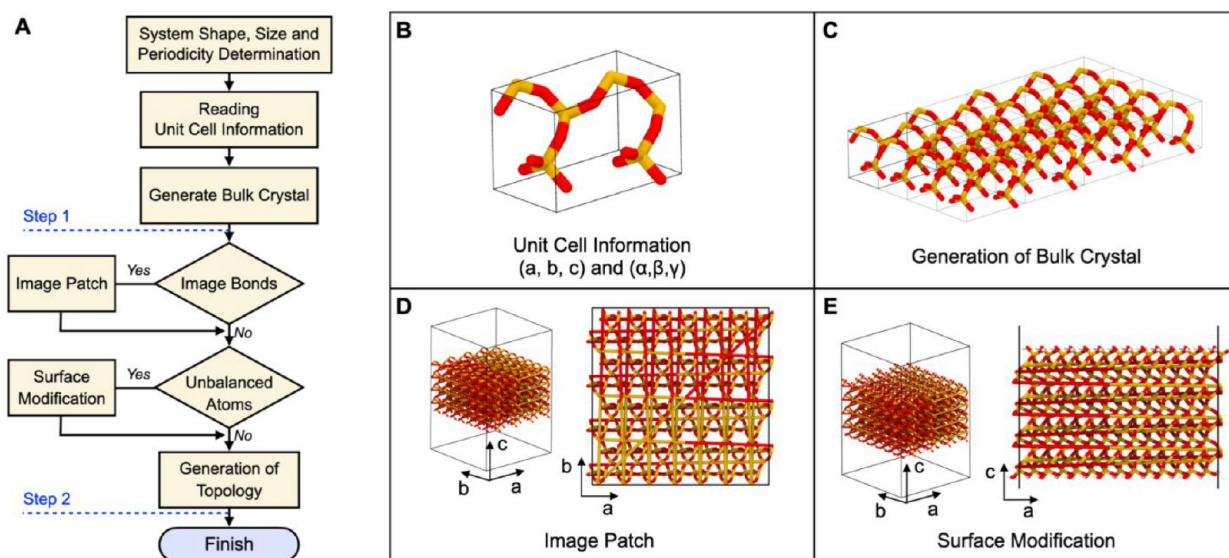 A
System Shape, Size and
Periodicity Determination
Reading
Unit Cell Information
Generate Bulk Crystal
Step 1
Image Patch
Yes
Image Bonds
No
Surface
Modification
Yes
Unbalanced
Atoms
No
Generation of
Topology
Step 2
Finish
B
Unit Cell Information
(a, b, c) and (α,β,γ)
C
Generation of Bulk Crystal
D
c
b
a
b
a
Image Patch
E
c
b
a
c
a
Surface Modification